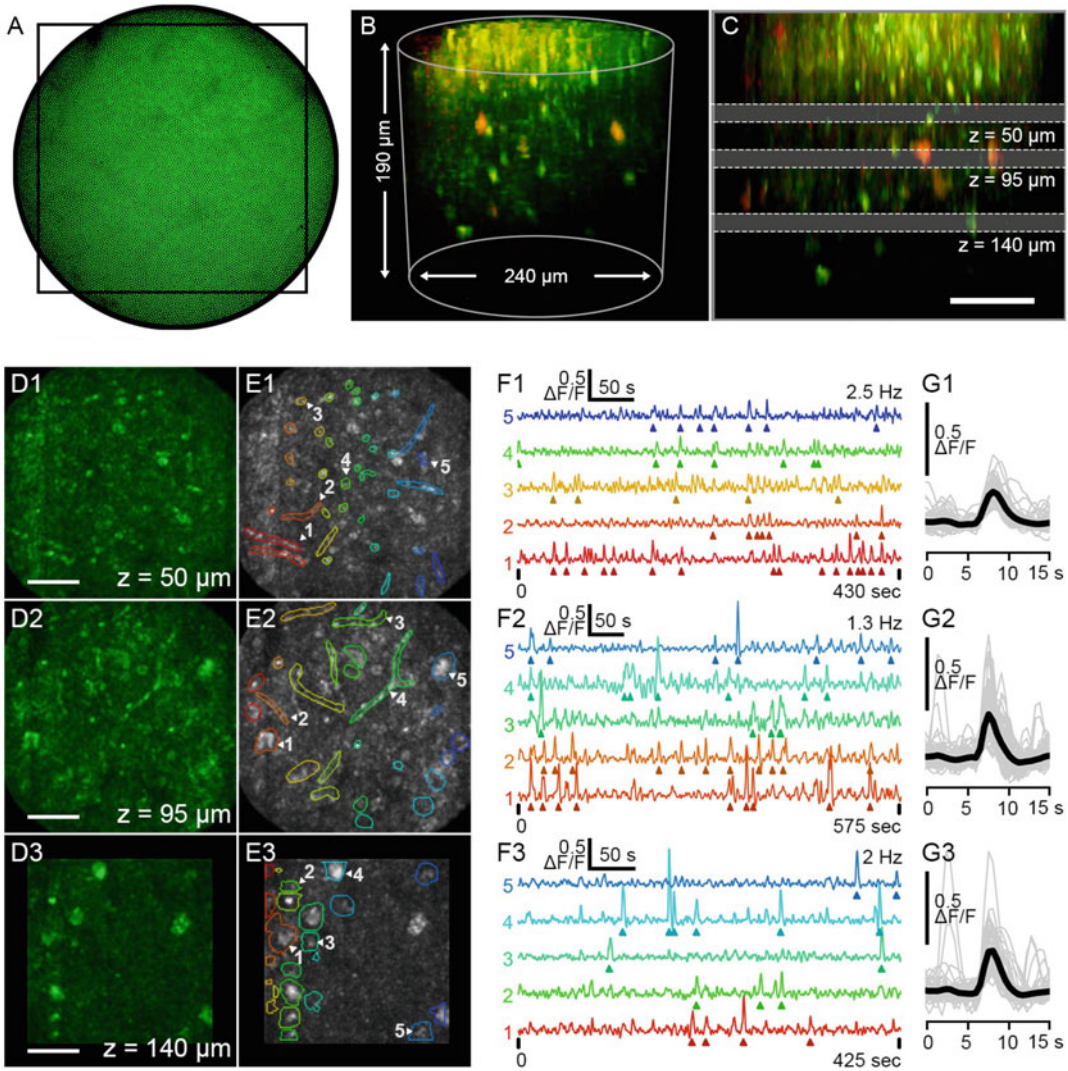 A
B
190 µm
240 µm
C
z = 50 µm
z = 95 µm
z = 140 µm
D1
z = 50 µm
E1
3
4
5
2
1
F1
0.5
ΔF/F
50 s
2.5 Hz
5
4
3
2
1
0
430 sec
G1
0.5
ΔF/F
0 5 10 15 s
D2
z = 95 µm
E2
3
5
4
2
1
F2
0.5
ΔF/F
50 s
1.3 Hz
5
4
3
2
1
0
575 sec
G2
0.5
ΔF/F
0 5 10 15 s
D3
z = 140 µm
E3
2
4
3
1
5
F3
0.5
ΔF/F
50 s
2 Hz
5
4
3
2
1
0
425 sec
G3
0.5
ΔF/F
0 5 10 15 s